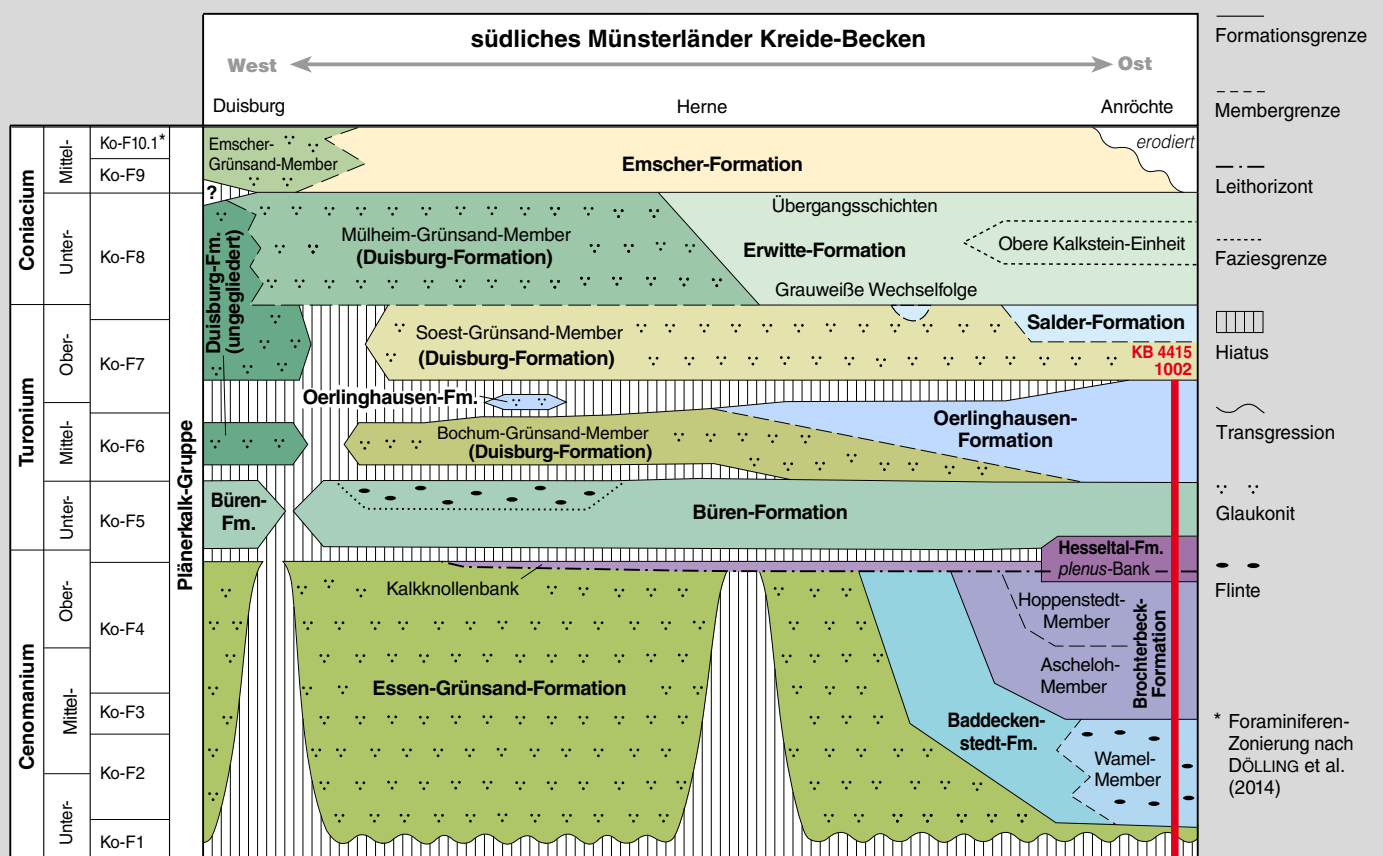 südliches Münsterländer Kreide-Becken
West
Ost
Duisburg
Herne
Anröchte
Coniacium
Mittel-
Unter-
Turonium
Ober-
Mittel-
Unter-
Cenomanium
Ober-
Mittel-
Unter-
Ko-F10.1*
Ko-F9
Ko-F8
Ko-F7
Ko-F6
Ko-F5
Ko-F4
Ko-F3
Ko-F2
Ko-F1
Plänerkalk-Gruppe
Emscher-
Grünsand-Member
Emscher-Formation
erodiert
?
Duisburg-Fm.
(ungegliedert)
Mülheim-Grünsand-Member
(Duisburg-Formation)
Übergangsschichten
Erwitte-Formation
Obere Kalkstein-Einheit
Grauweiße Wechselfolge
Soest-Grünsand-Member
(Duisburg-Formation)
Salder-Formation
KB 4415
1002
Oerlinghausen-Fm.
Bochum-Grünsand-Member
(Duisburg-Formation)
Oerlinghausen-
Formation
Büren-
Fm.
Büren-Formation
Hesseltal-Fm.
plenus-Bank
Kalkknollenbank
Hoppenstedt-
Member
Ascheloh-
Member
Brochterbeck-
Formation
Essen-Grünsand-Formation
Baddecken-
stedt-Fm.
Wamel-
Member
Formationsgrenze
Membergrenze
Leithorizont
Faziesgrenze
Hiatus
Transgression
Glaukonit
Flinte
* Foraminiferen-
Zonierung nach
DÖLLING et al.
(2014)